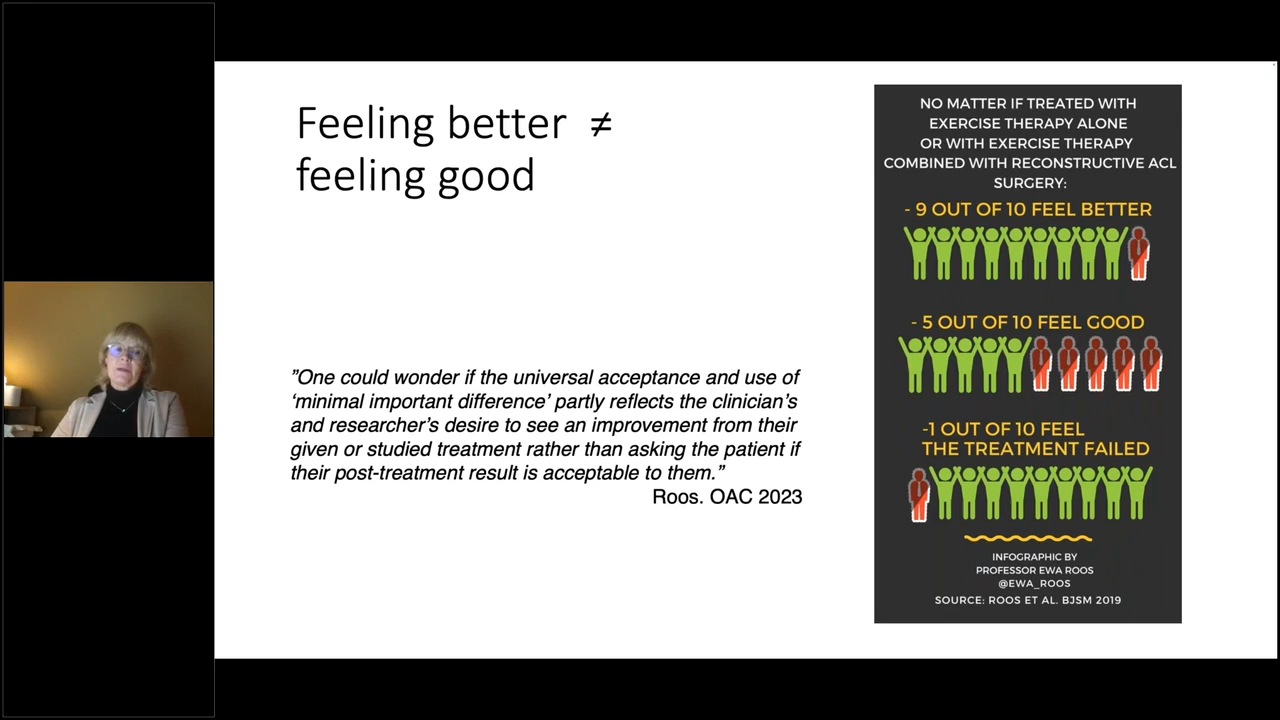 Feeling better ≠
feeling good
”One could wonder if the universal acceptance and use of
‘minimal important difference’ partly reflects the clinician’s
and researcher’s desire to see an improvement from their
given or studied treatment rather than asking the patient if
their post-treatment result is acceptable to them.”
Roos. OAC 2023
NO MATTER IF TREATED WITH
EXERCISE THERAPY ALONE
OR WITH EXERCISE THERAPY
COMBINED WITH RECONSTRUCTIVE ACL
SURGERY:
- 9 OUT OF 10 FEEL BETTER
- 5 OUT OF 10 FEEL GOOD
-1 OUT OF 10 FEEL
THE TREATMENT FAILED
INFOGRAPHIC BY
PROFESSOR EWA ROOS
@EWA_ROOS
SOURCE: ROOS ET AL. BJSM 2019